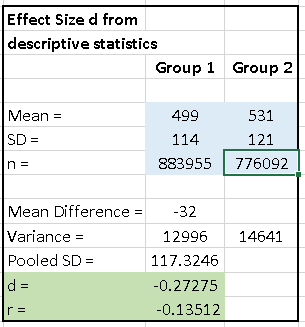 Effect Size d from
descriptive statistics
Group 1 Group 2
Mean = 499 531
SD = 114 121
n = 883955 776092
Mean Difference = -32
Variance = 12996 14641
Pooled SD = 117.3246
d = -0.27275
r = -0.13512